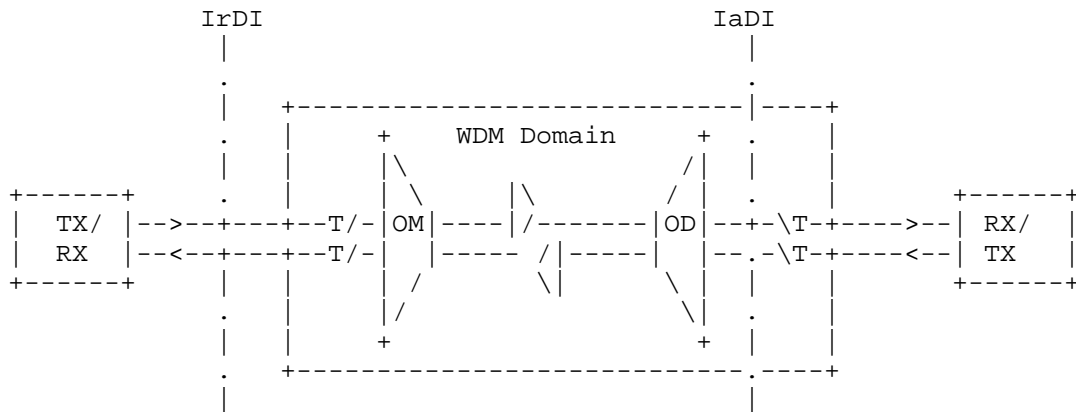 IrDI IaDI
WDM Domain
TX/ T/ OM OD \T RX/
RX T/ \T TX